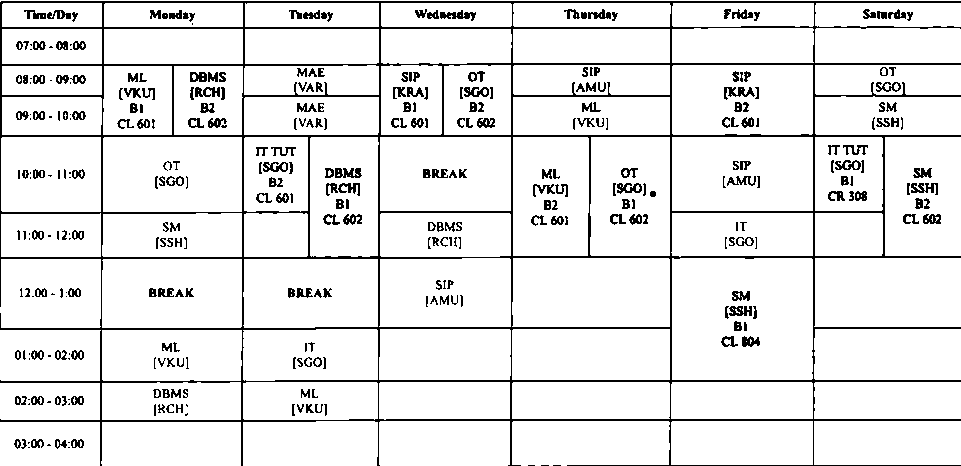 Time/Day Monday Tuesday Wednesday Thursday Friday Saturday
07:00 - 08:00
08:00 - 09:00
09:00 - 10:00
ML
[VKU]
B1
CL 601
DBMS
[RCH]
B2
CL 602
MAE
[VAR]
MAE
[VAR]
SIP
[KRA]
B1
CL 601
OT
[SGO]
B2
CL 602
SIP
[AMU]
ML
[VKU]
SIP
[KRA]
B2
CL 601
OT
[SGO]
SM
[SSH]
10:00 - 11:00
11:00 - 12:00
OT
[SGO]
SM
[SSH]
IT TUT
[SGO]
B2
CL 601
DBMS
[RCH]
B1
CL 602
BREAK
DBMS
[RCH]
ML
[VKU]
B2
CL 601
OT
[SGO]
B1
CL 602
SIP
[AMU]
IT
[SGO]
IT TUT
[SGO]
B1
CR 308
SM
[SSH]
B2
CL 602
12.00 - 1:00
BREAK
BREAK
SIP
[AMU]
SM
[SSH]
B1
CL 804
01:00 - 02:00
ML
[VKU]
IT
[SGO]
02:00 - 03:00
DBMS
[RCH]
ML
[VKU]
03:00 - 04:00